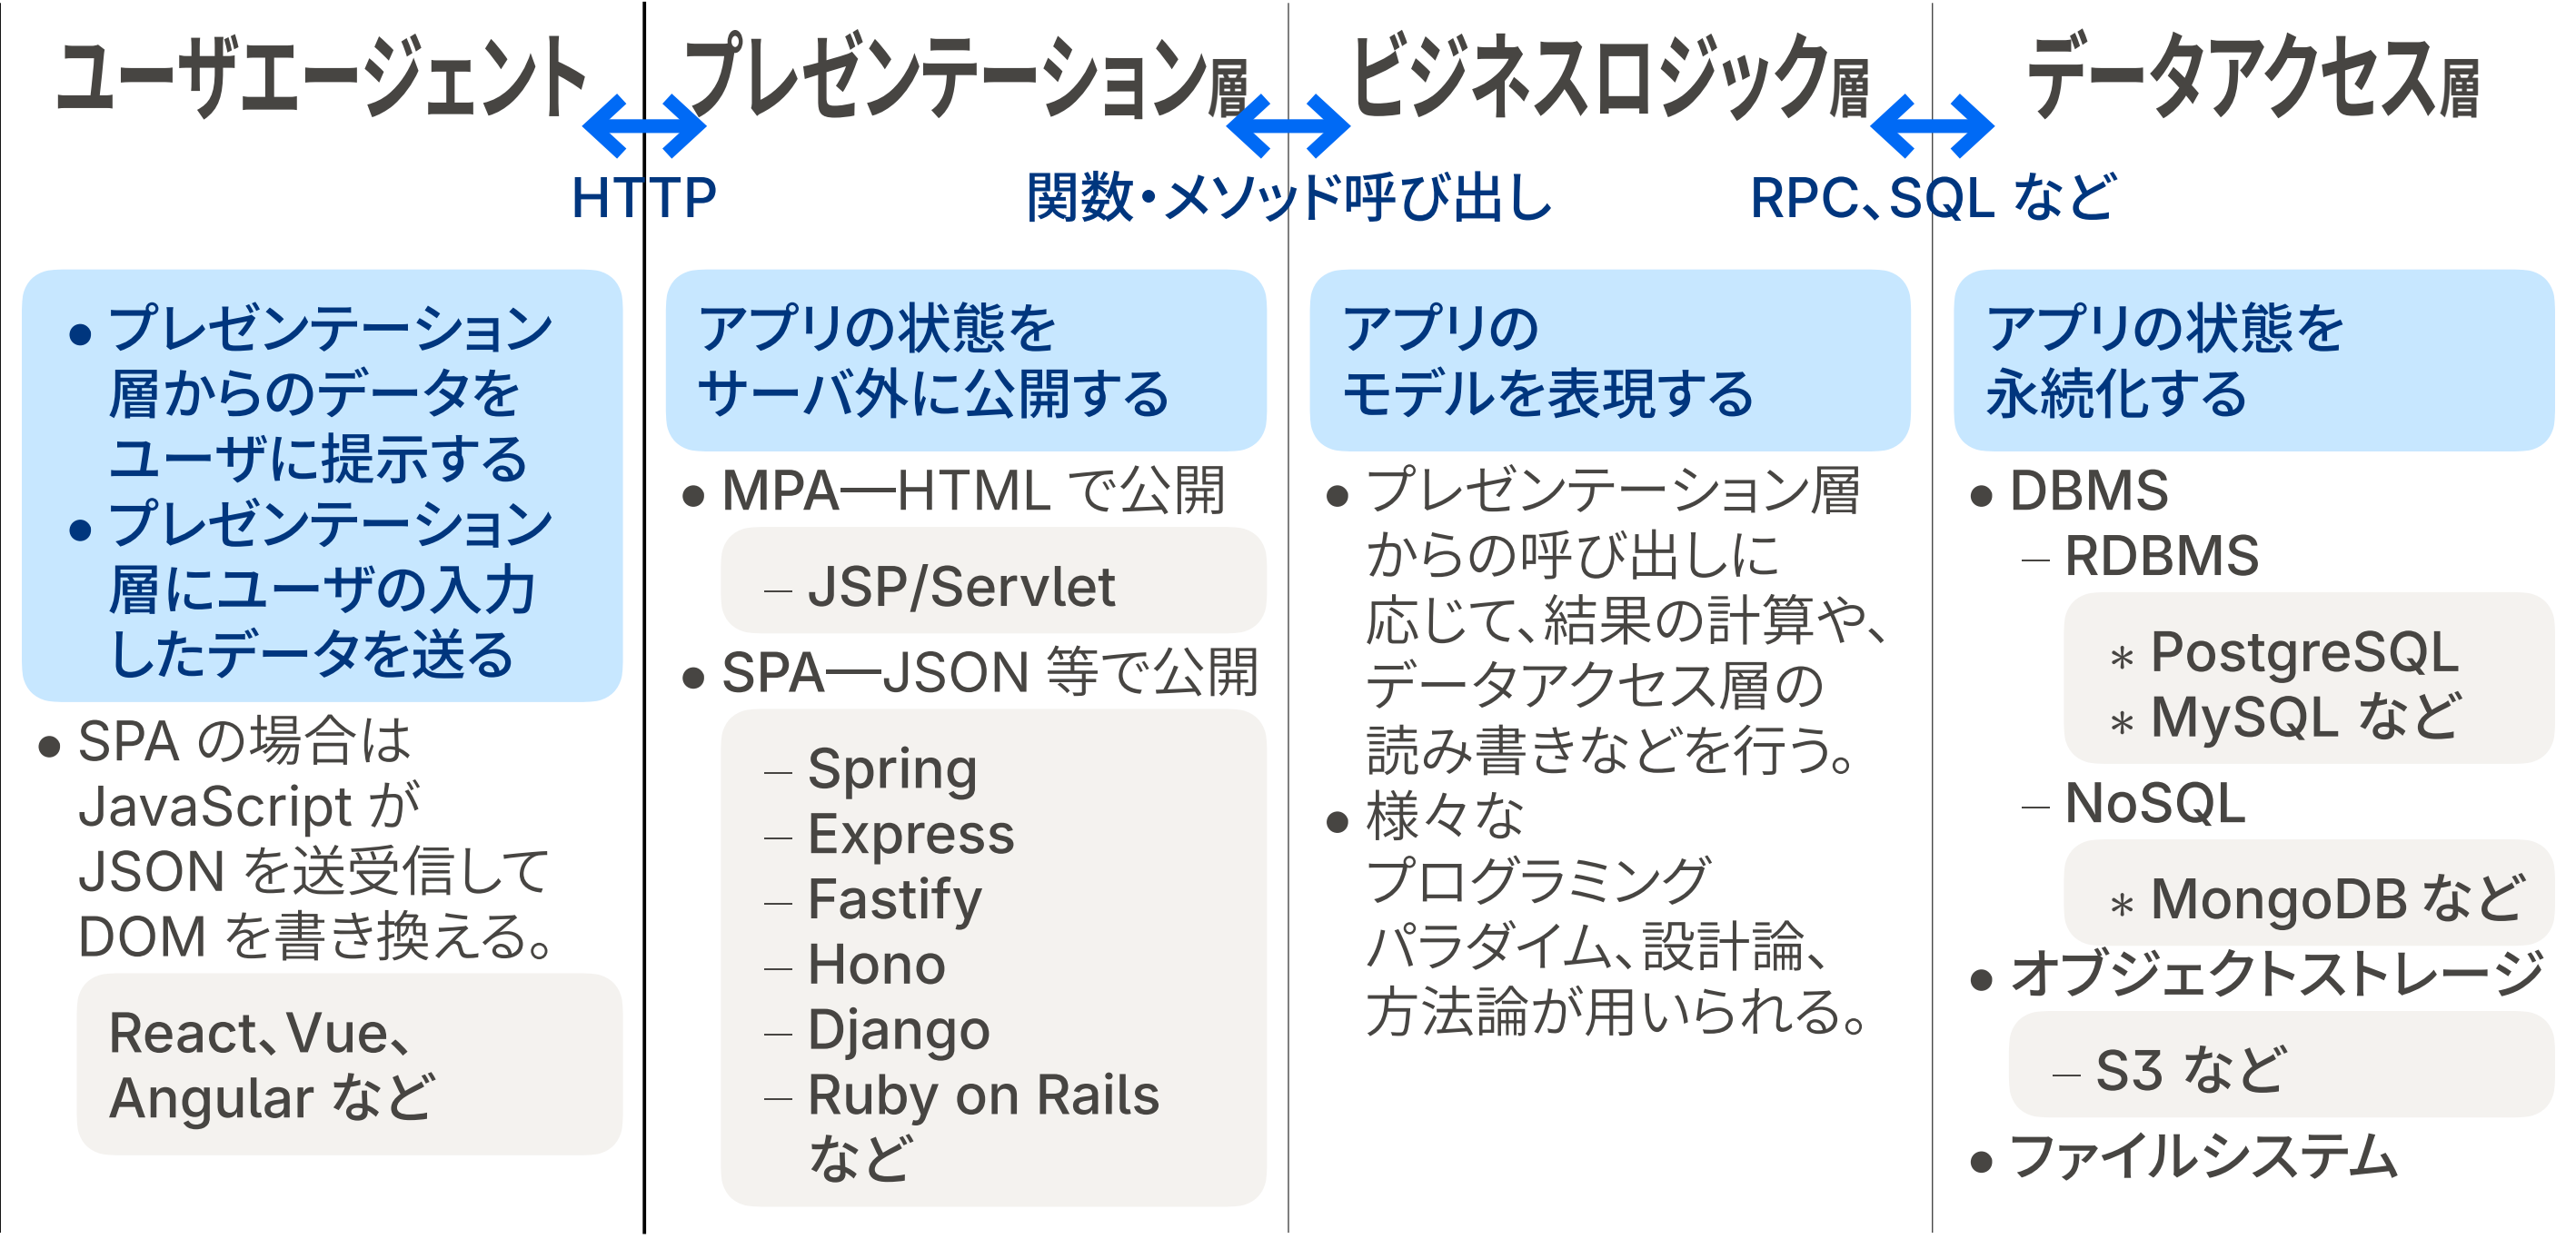 ユーザエージェント
プレゼンテーション層
ビジネスロジック層
データアクセス層
HTTP
関数・メソッド呼び出し
RPC、SQL など
● プレゼンテーション
層からのデータを
ユーザに提示する
● プレゼンテーション
層にユーザの入力
したデータを送る
● SPA の場合は
JavaScript が
JSON を送受信して
DOM を書き換える。
React、Vue、
Angular など
アプリの状態を
サーバ外に公開する
● MPA—HTML で公開
– JSP/Servlet
● SPA—JSON 等で公開
– Spring
– Express
– Fastify
– Hono
– Django
– Ruby on Rails
など
アプリの
モデルを表現する
● プレゼンテーション層
からの呼び出しに
応じて、結果の計算や、
データアクセス層の
読み書きなどを行う。
● 様々な
プログラミング
パラダイム、設計論、
方法論が用いられる。
アプリの状態を
永続化する
● DBMS
– RDBMS
* PostgreSQL
* MySQL など
– NoSQL
* MongoDB など
● オブジェクトストレージ
– S3 など
● ファイルシステム